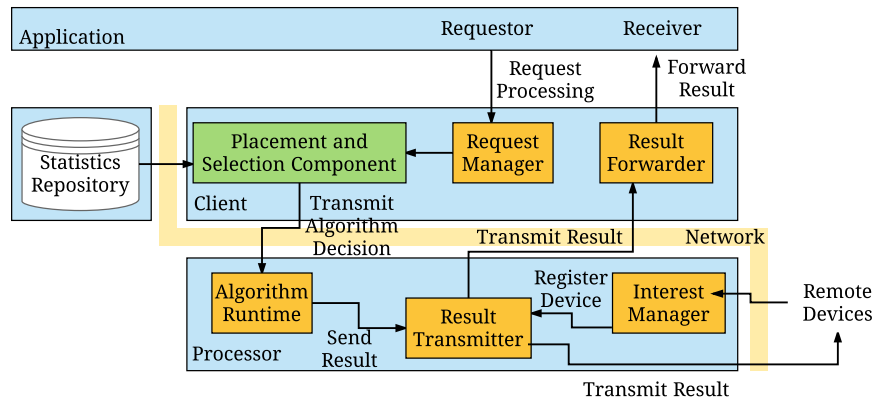 Application
Requestor
Receiver
Request
Processing
Forward
Result
Statistics
Repository
Placement and
Selection Component
Request
Manager
Result
Forwarder
Client
Transmit
Algorithm
Decision
Transmit Result
Network
Algorithm
Runtime
Send
Result
Result
Transmitter
Register
Device
Interest
Manager
Remote
Devices
Processor
Transmit Result